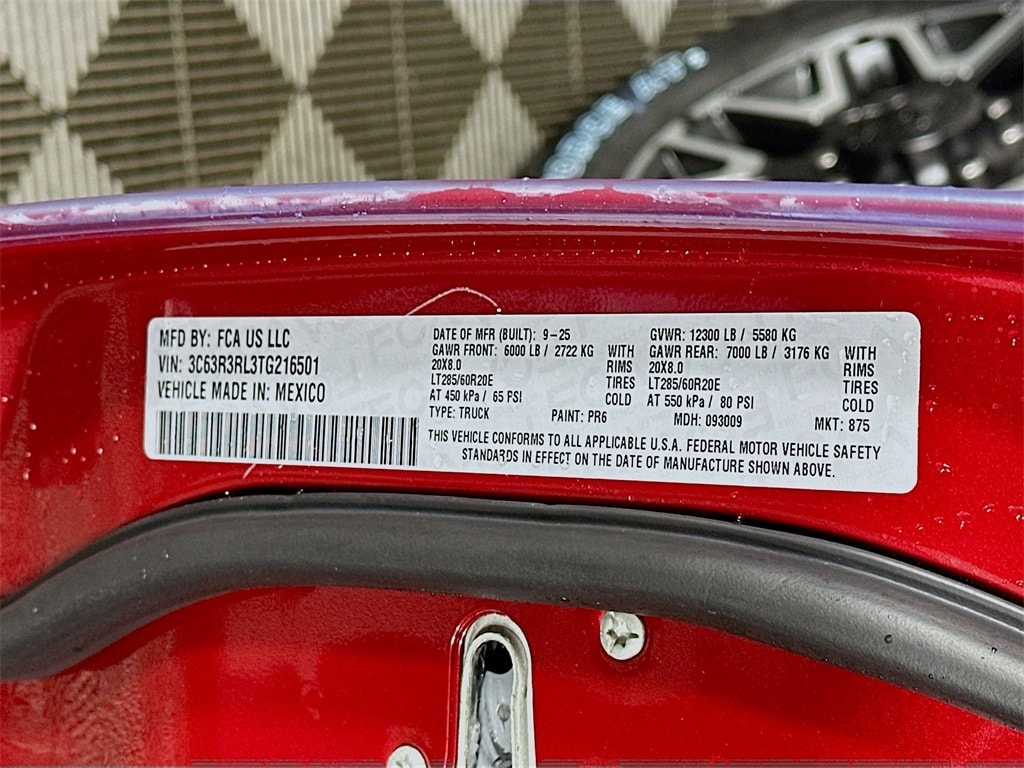 MFD BY: FCA US LLC
VIN: 3C63R3RL3TG216501
VEHICLE MADE IN: MEXICO
DATE OF MFR (BUILT): 9-25
GAWR FRONT: 6000 LB / 2722 KG WITH
20X8.0 RIMS
LT285/60R20E TIRES
AT 450 kPa / 65 PSI COLD
TYPE: TRUCK PAINT: PR6
GVWR: 12300 LB / 5580 KG
GAWR REAR: 7000 LB / 3176 KG WITH
20X8.0 RIMS
LT285/60R20E TIRES
AT 550 kPa / 80 PSI COLD
MDH: 093009 MKT: 875
THIS VEHICLE CONFORMS TO ALL APPLICABLE U.S.A. FEDERAL MOTOR VEHICLE SAFETY
STANDARDS IN EFFECT ON THE DATE OF MANUFACTURE SHOWN ABOVE.